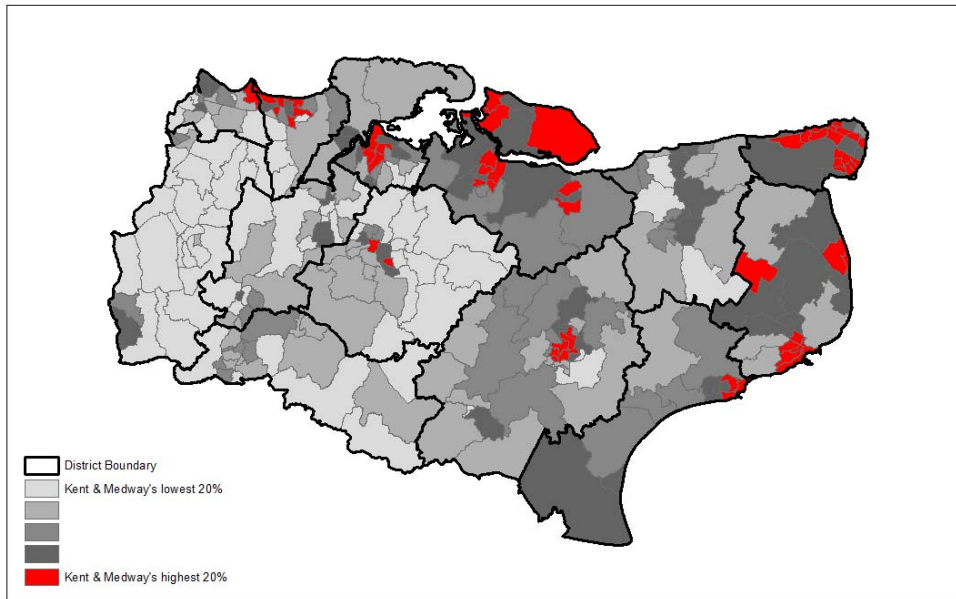 District Boundary
Kent & Medway's lowest 20%
Kent & Medway's highest 20%